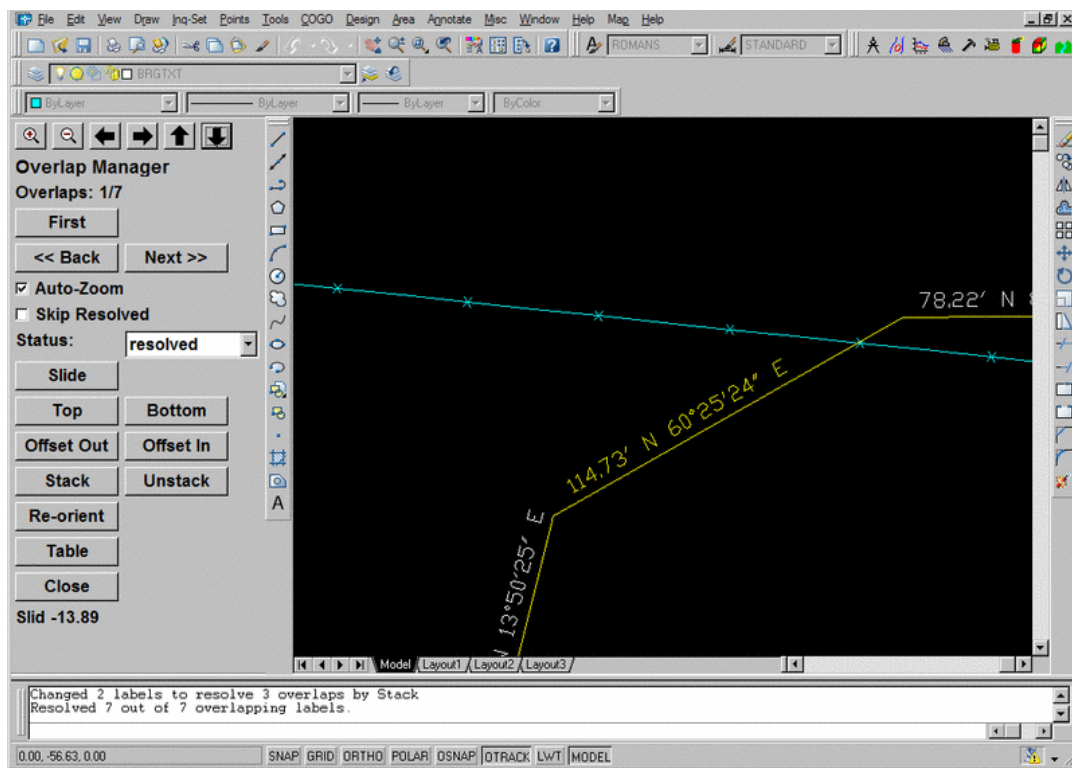 File Edit View Draw Inq-Set Points Tools COGO Design Area Annotate Misc Window Help Map Help
ROMANS STANDARD
BRGTXT
ByLayer ByLayer ByLayer ByColor
Overlap Manager
Overlaps: 1/7
First
<< Back Next >>
Auto-Zoom
Skip Resolved
Status: resolved
Slide
Top Bottom
Offset Out Offset In
Stack Unstack
Re-orient
Table
Close
Slid -13.89
A
78.22' N
114.73' N 60°25'24" E
13°50'25" E
Model Layout1 Layout2 Layout3
Changed 2 labels to resolve 3 overlaps by Stack
Resolved 7 out of 7 overlapping labels.
0.00, -56.63, 0.00 SNAP GRID ORTHO POLAR OSNAP OTRACK LWT MODEL